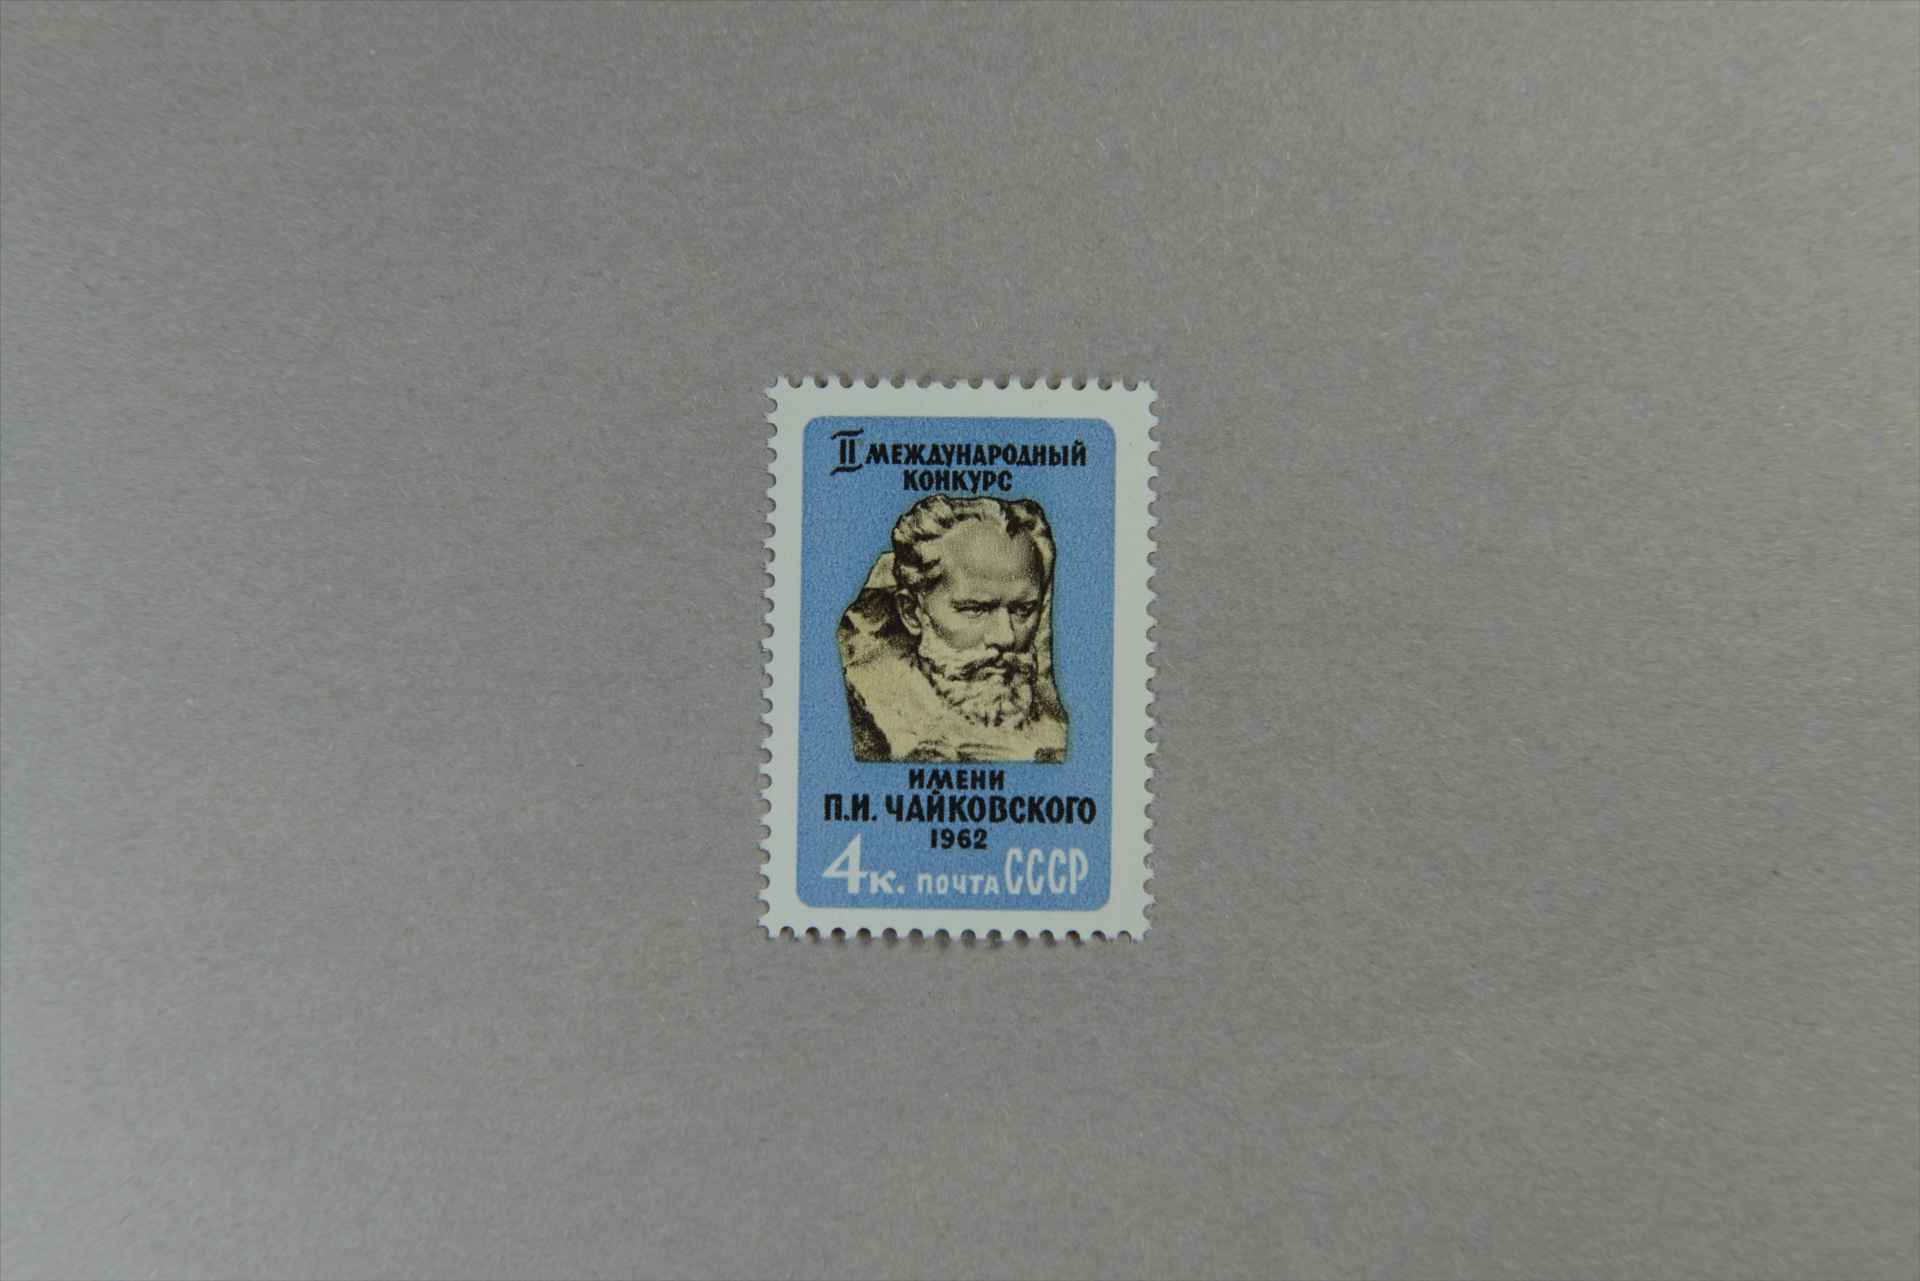 II МЕЖДУНАРОДНЫЙ
КОНКУРС
ИМЕНИ
П.И. ЧАЙКОВСКОГО
1962
4к. ПОЧТА СССР